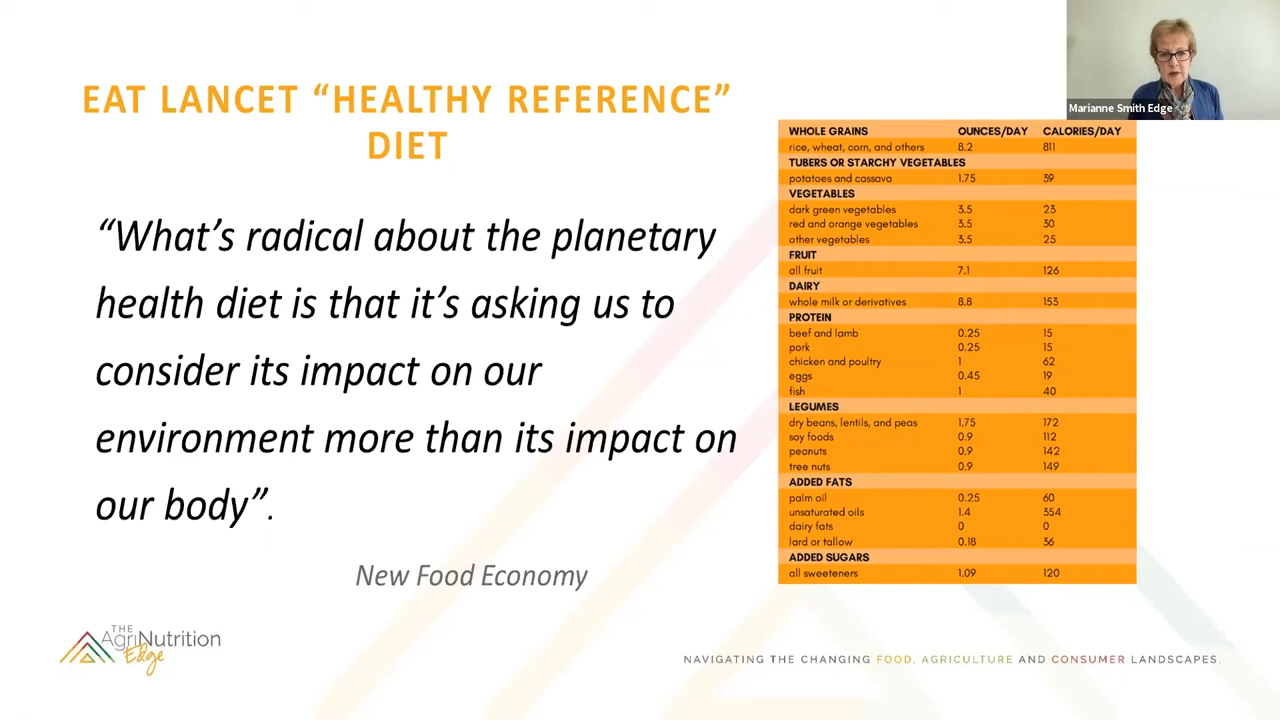 EAT LANCET “HEALTHY REFERENCE”
DIET
“What’s radical about the planetary
health diet is that it’s asking us to
consider its impact on our
environment more than its impact on
our body”.
New Food Economy
THE
AgriNutrition
Edge
Marianne Smith Edge
WHOLE GRAINS OUNCES/DAY CALORIES/DAY
rice, wheat, corn, and others 8.2 811
TUBERS OR STARCHY VEGETABLES
potatoes and cassava 1.75 39
VEGETABLES
dark green vegetables 3.5 23
red and orange vegetables 3.5 30
other vegetables 3.5 25
FRUIT
all fruit 7.1 126
DAIRY
whole milk or derivatives 8.8 153
PROTEIN
beef and lamb 0.25 15
pork 0.25 15
chicken and poultry 1 62
eggs 0.45 19
fish 1 40
LEGUMES
dry beans, lentils, and peas 1.75 172
soy foods 0.9 112
peanuts 0.9 142
tree nuts 0.9 149
ADDED FATS
palm oil 0.25 60
unsaturated oils 1.4 354
dairy fats 0 0
lard or tallow 0.18 36
ADDED SUGARS
all sweeteners 1.09 120
NAVIGATING THE CHANGING FOOD, AGRICULTURE AND CONSUMER LANDSCAPES.